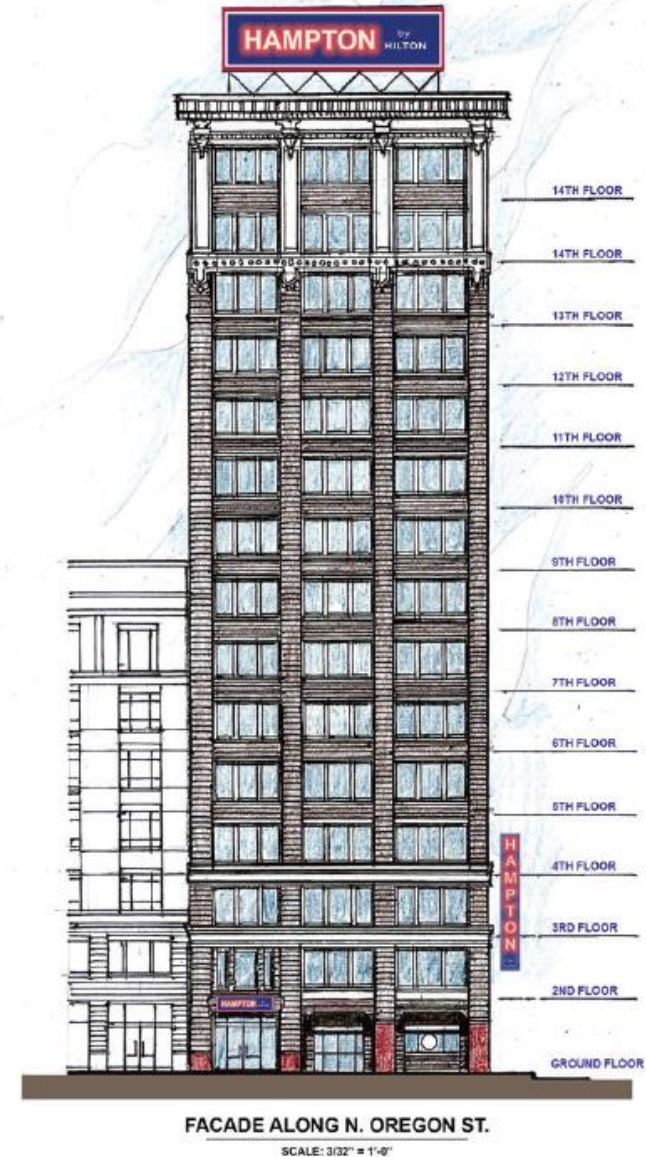 HAMPTON by HILTON
14TH FLOOR
14TH FLOOR
13TH FLOOR
12TH FLOOR
11TH FLOOR
10TH FLOOR
9TH FLOOR
8TH FLOOR
7TH FLOOR
6TH FLOOR
5TH FLOOR
HAMPTON
4TH FLOOR
3RD FLOOR
2ND FLOOR
HAMPTON
GROUND FLOOR
FACADE ALONG N. OREGON ST.
SCALE: 3/32" = 1'-0"